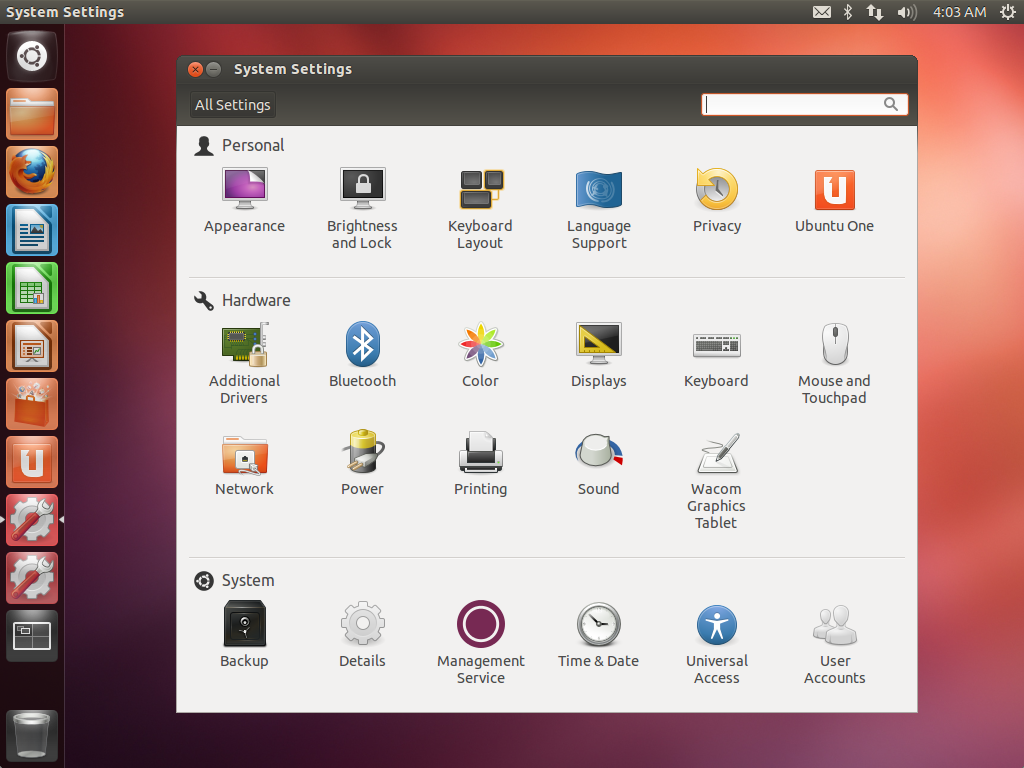 System Settings
4:03 AM
System Settings
All Settings
Personal
Appearance
Brightness
and Lock
Keyboard
Layout
Language
Support
Privacy
Ubuntu One
Hardware
Additional
Drivers
Bluetooth
Color
Displays
Keyboard
Mouse and
Touchpad
Network
Power
Printing
Sound
Wacom
Graphics
Tablet
System
Backup
Details
Management
Service
Time & Date
Universal
Access
User
Accounts